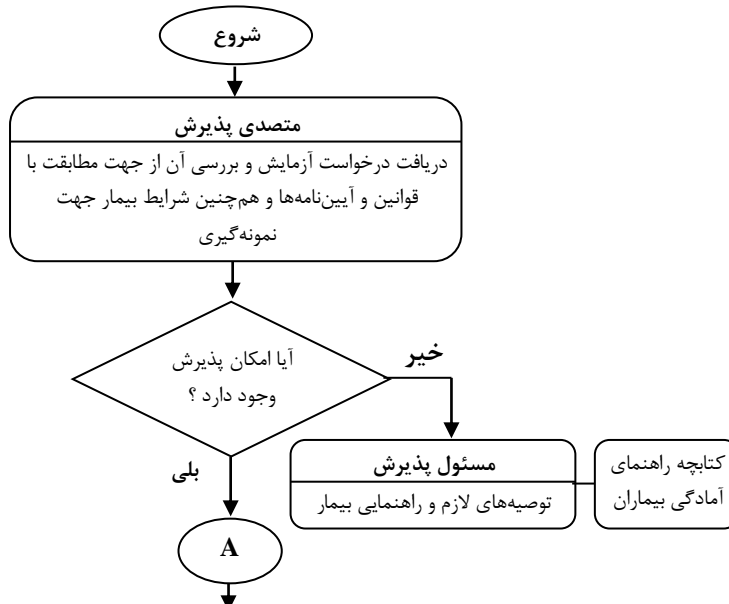 شروع
متصدی پذیرش
دریافت درخواست آزمایش و بررسی آن از جهت مطابقت با
قوانین و آیین‌نامه‌ها و هم‌چنین شرایط بیمار جهت
نمونه‌گیری
آیا امکان پذیرش
وجود دارد ؟
خیر
بلی
مسئول پذیرش
توصیه‌های لازم و راهنمایی بیمار
کتابچه راهنمای
آمادگی بیماران
A